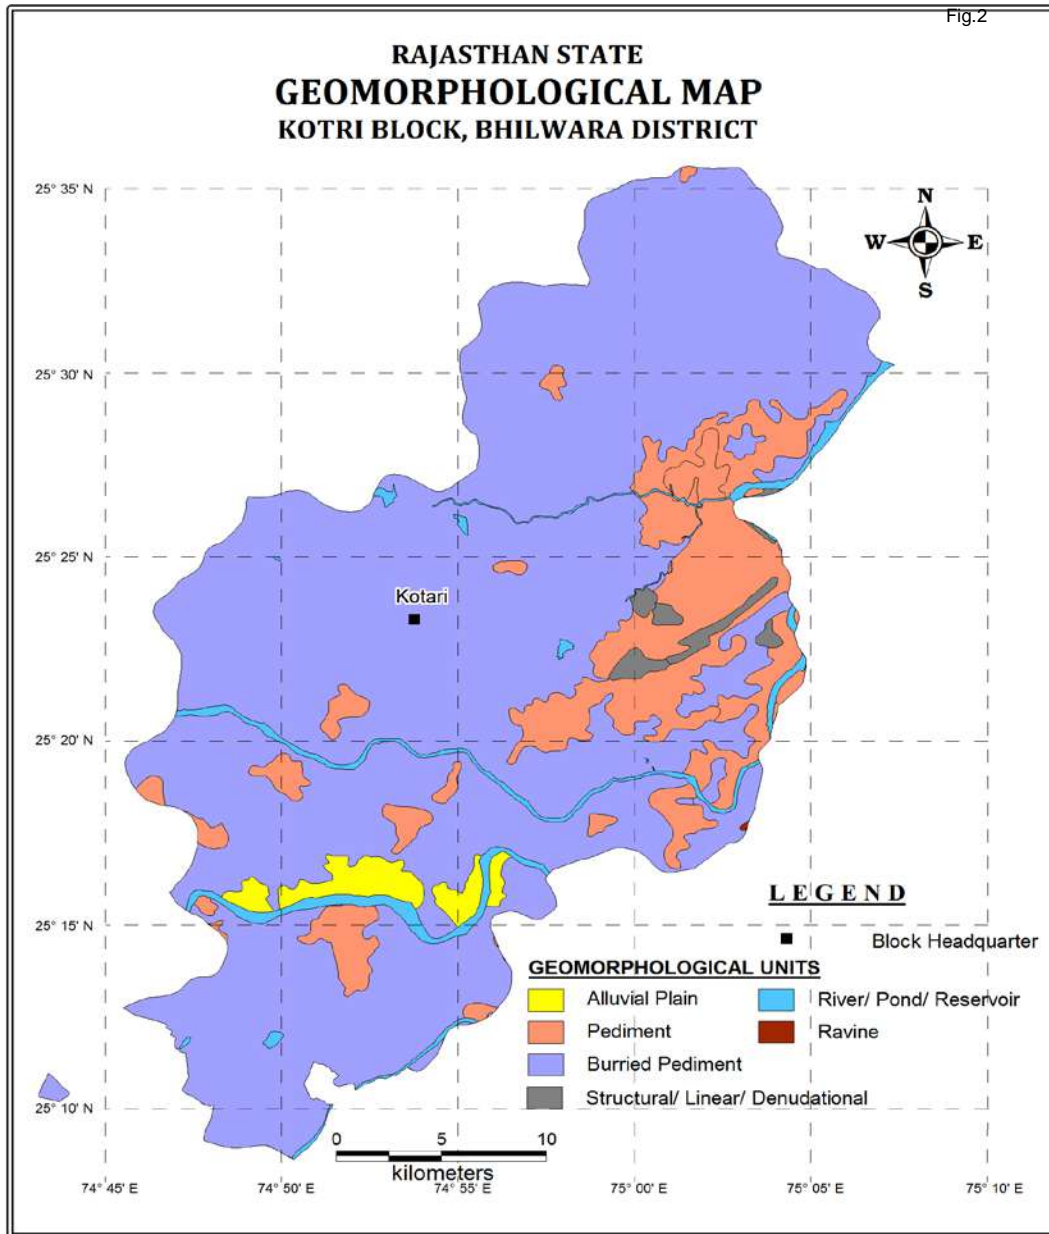 Fig.2
RAJASTHAN STATE
GEOMORPHOLOGICAL MAP
KOTRI BLOCK, BHILWARA DISTRICT
35° 35' N
N
W E
S
25° 30' N
25° 25' N
Kotari
25° 20' N
25° 15' N
LEGEND
Block Headquarter
GEOMORPHOLOGICAL UNITS
Alluvial Plain
River/ Pond/ Reservoir
Pediment
Ravine
Burried Pediment
Structural/ Linear/ Denudational
25° 10' N
0 5 10
kilometers
74° 45' E 74° 50' E 74° 55' E 75° 00' E 75° 05' E 75° 10' E